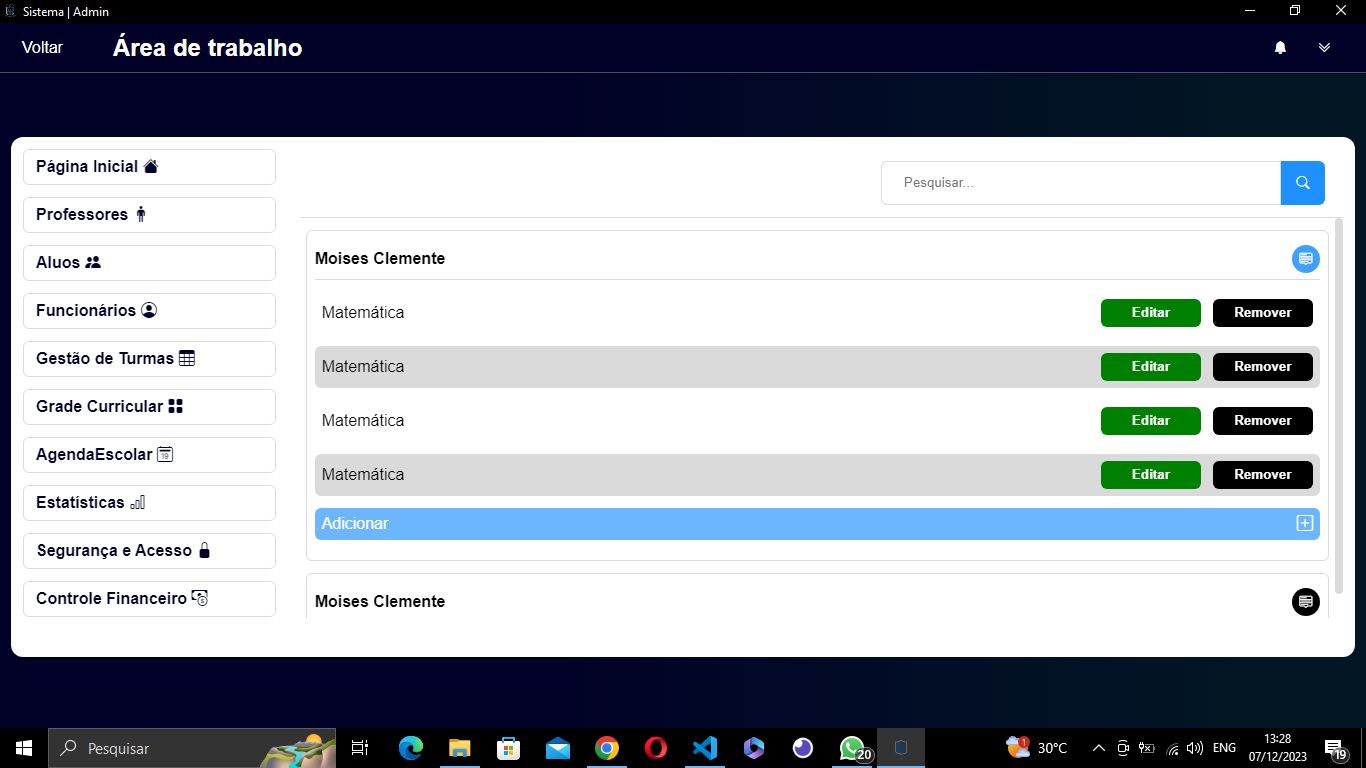 Sistema | Admin
Voltar
Área de trabalho
Página Inicial
Professores
Aluos
Funcionários
Gestão de Turmas
Grade Curricular
AgendaEscolar
19
Estatísticas
Segurança e Acesso
Controle Financeiro
Pesquisar...
Moises Clemente
Matemática Editar Remover
Matemática Editar Remover
Matemática Editar Remover
Matemática Editar Remover
Adicionar
Moises Clemente
Pesquisar
20
1
30°C
ENG
13:28
07/12/2023
19